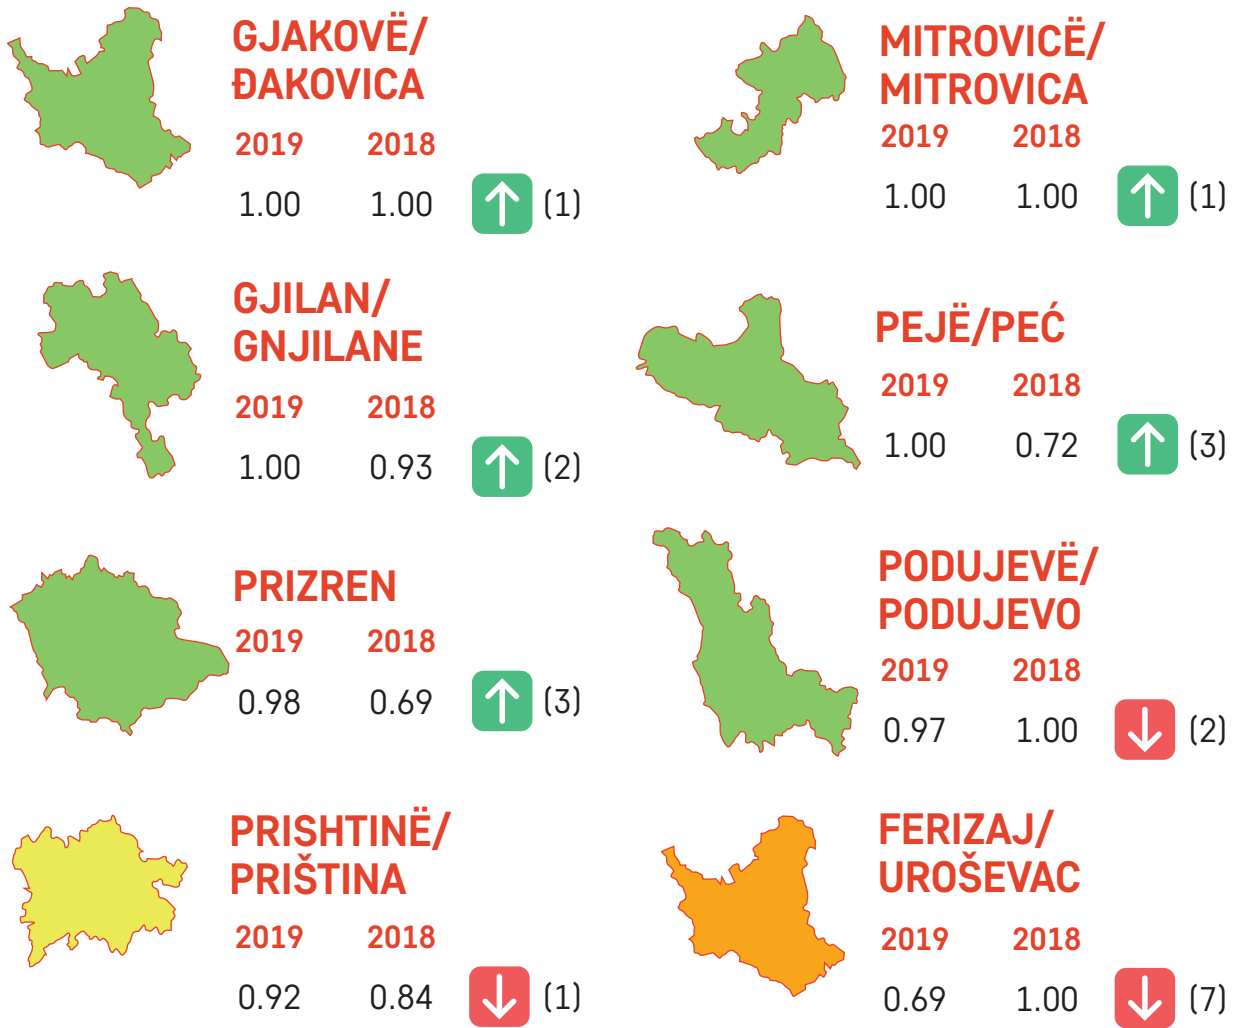 GJAKOVË/
ĐAKOVICA
2019 2018
1.00 1.00 (1)
MITROVICË/
MITROVICA
2019 2018
1.00 1.00 (1)
GJILAN/
GNJILANE
2019 2018
1.00 0.93 (2)
PEJË/PEĆ
2019 2018
1.00 0.72 (3)
PRIZREN
2019 2018
0.98 0.69 (3)
PODUJEVË/
PODUJEVO
2019 2018
0.97 1.00 (2)
PRISHTINË/
PRIŠTINA
2019 2018
0.92 0.84 (1)
FERIZAJ/
UROŠEVAC
2019 2018
0.69 1.00 (7)